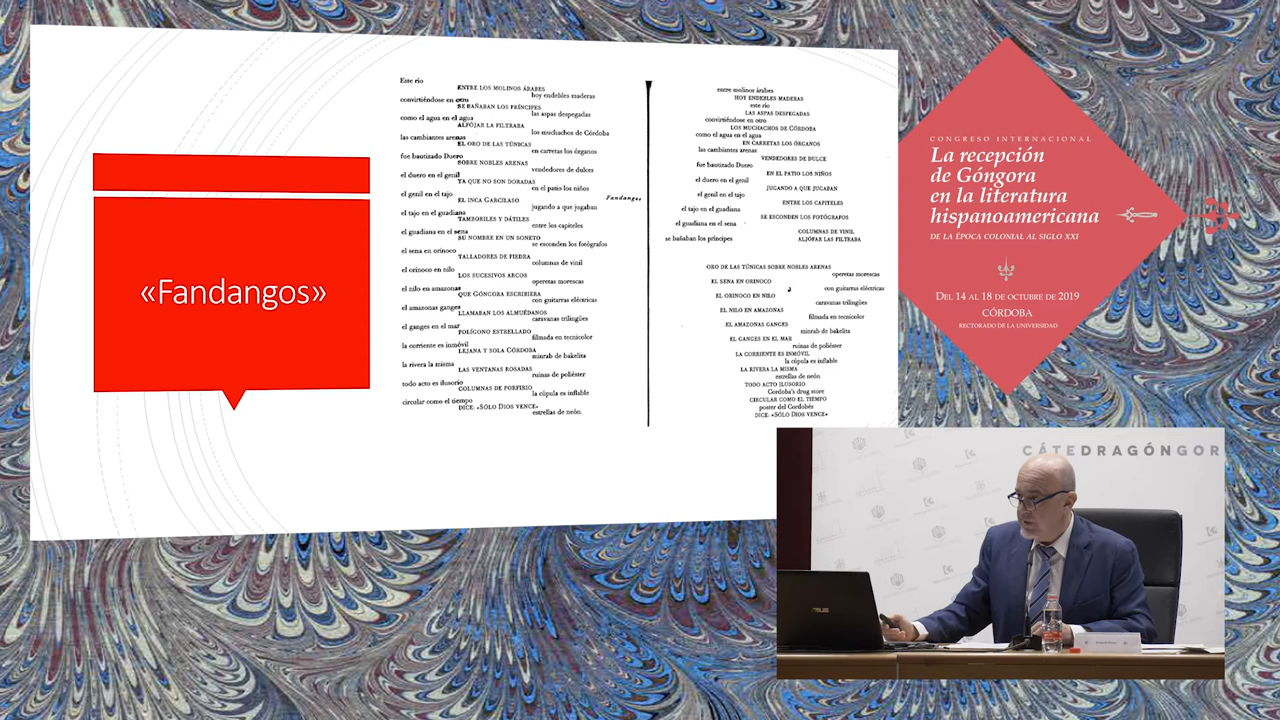 «Fandangos»
Este río
ENTRE LOS MOLINOS ÁRABES
hoy endebles maderas
convirtiéndose en otro
SE BAÑABAN LOS PRÍNCIPES
las aspas despegadas
como el agua en el agua
ALJÓFAR LA FILTRABA
los muchachos de Córdoba
las cambiantes arenas
EL ORO DE LAS TÚNICAS
en carretas los órganos
fue bautizado Duero
SOBRE NOBLES ARENAS
vendedores de dulces
el duero en el genil
YA QUE NO SON DORADAS
en el patio los niños
el genil en el tajo
EL INCA GARCILASO
jugando a que jugaban
el tajo en el guadiana
TAMBORILES Y DÁTILES
entre los capiteles
el guadiana en el sena
SU NOMBRE EN UN SONETO
se esconden los fotógrafos
el sena en orinoco
TALLADORES DE PIEDRA
columnas de vinil
el orinoco en nilo
LOS SUCESIVOS ARCOS
operetas morescas
el nilo en amazonas
QUE GÓNGORA ESCRIBIERA
con guitarras eléctricas
el amazonas ganges
LLAMABAN LOS ALMUÉDANOS
caravanas trilingües
el ganges en el mar
POLÍGONO ESTRELLADO
filmada en tecnicolor
la corriente es inmóvil
LEJANA Y SOLA CÓRDOBA
minrab de bakelita
la rivera la misma
LAS VENTANAS ROSADAS
ruinas de poliéster
todo acto es ilusorio
COLUMNAS DE PORFIRIO
la cúpula es inflable
circular como el tiempo
DICE: «SÓLO DIOS VENCE»
estrellas de neón.
Fandangos
entre molinos árabes
HOY ENDEBLES MADERAS
este río
LAS ASPAS DESPEGADAS
convirtiéndose en otro
LOS MUCHACHOS DE CÓRDOBA
como el agua en el agua
EN CARRETAS LOS ÓRGANOS
las cambiantes arenas
VENDEDORES DE DULCE
fue bautizado Duero
EN EL PATIO LOS NIÑOS
el duero en el genil
JUGANDO A QUE JUGABAN
el genil en el tajo
ENTRE LOS CAPITELES
el tajo en el guadiana
SE ESCONDEN LOS FOTÓGRAFOS
el guadiana en el sena
COLUMNAS DE VINIL
se bañaban los príncipes
ALJÓFAR LAS FILTRABA
ORO DE LAS TÚNICAS SOBRE NOBLES ARENAS
operetas morescas
EL SENA EN ORINOCO
con guitarras eléctricas
EL ORINOCO EN NILO
caravanas trilingües
EL NILO EN AMAZONAS
filmada en tecnicolor
EL AMAZONAS GANGES
minrab de bakelita
EL GANGES EN EL MAR
ruinas de poliéster
LA CORRIENTE ES INMÓVIL
la cúpula es inflable
LA RIVERA LA MISMA
estrellas de neón
TODO ACTO ILUSORIO
Cordoba's drug store
CIRCULAR COMO EL TIEMPO
poster del Cordobés
DICE: «SÓLO DIOS VENCE»
CONGRESO INTERNACIONAL
La recepción
de Góngora
en la literatura
hispanoamericana
DE LA ÉPOCA COLONIAL AL SIGLO XXI
DEL 14 AL 18 DE OCTUBRE DE 2019
CÓRDOBA
RECTORADO DE LA UNIVERSIDAD
CÁTEDRAGÓNGOR
ASUS